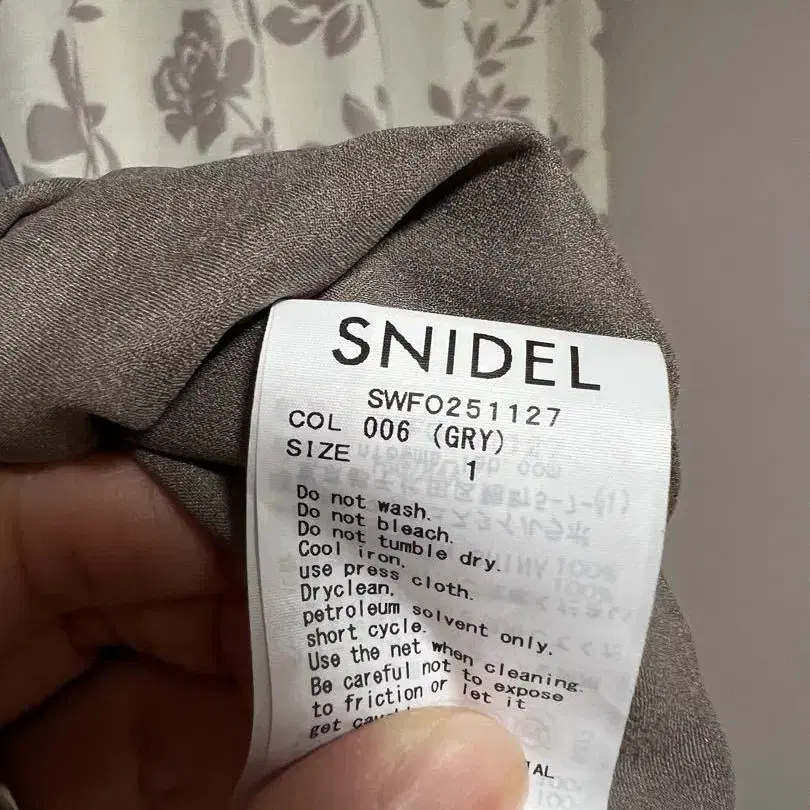 SNIDEL
SWFO251127
COL 006 (GRY)
SIZE 1
Do not wash.
Do not bleach.
Do not tumble dry.
Cool iron.
use press cloth.
Dryclean.
petroleum solvent only.
short cycle.
Use the net when cleaning.
Be careful not to expose
to friction or let it
get